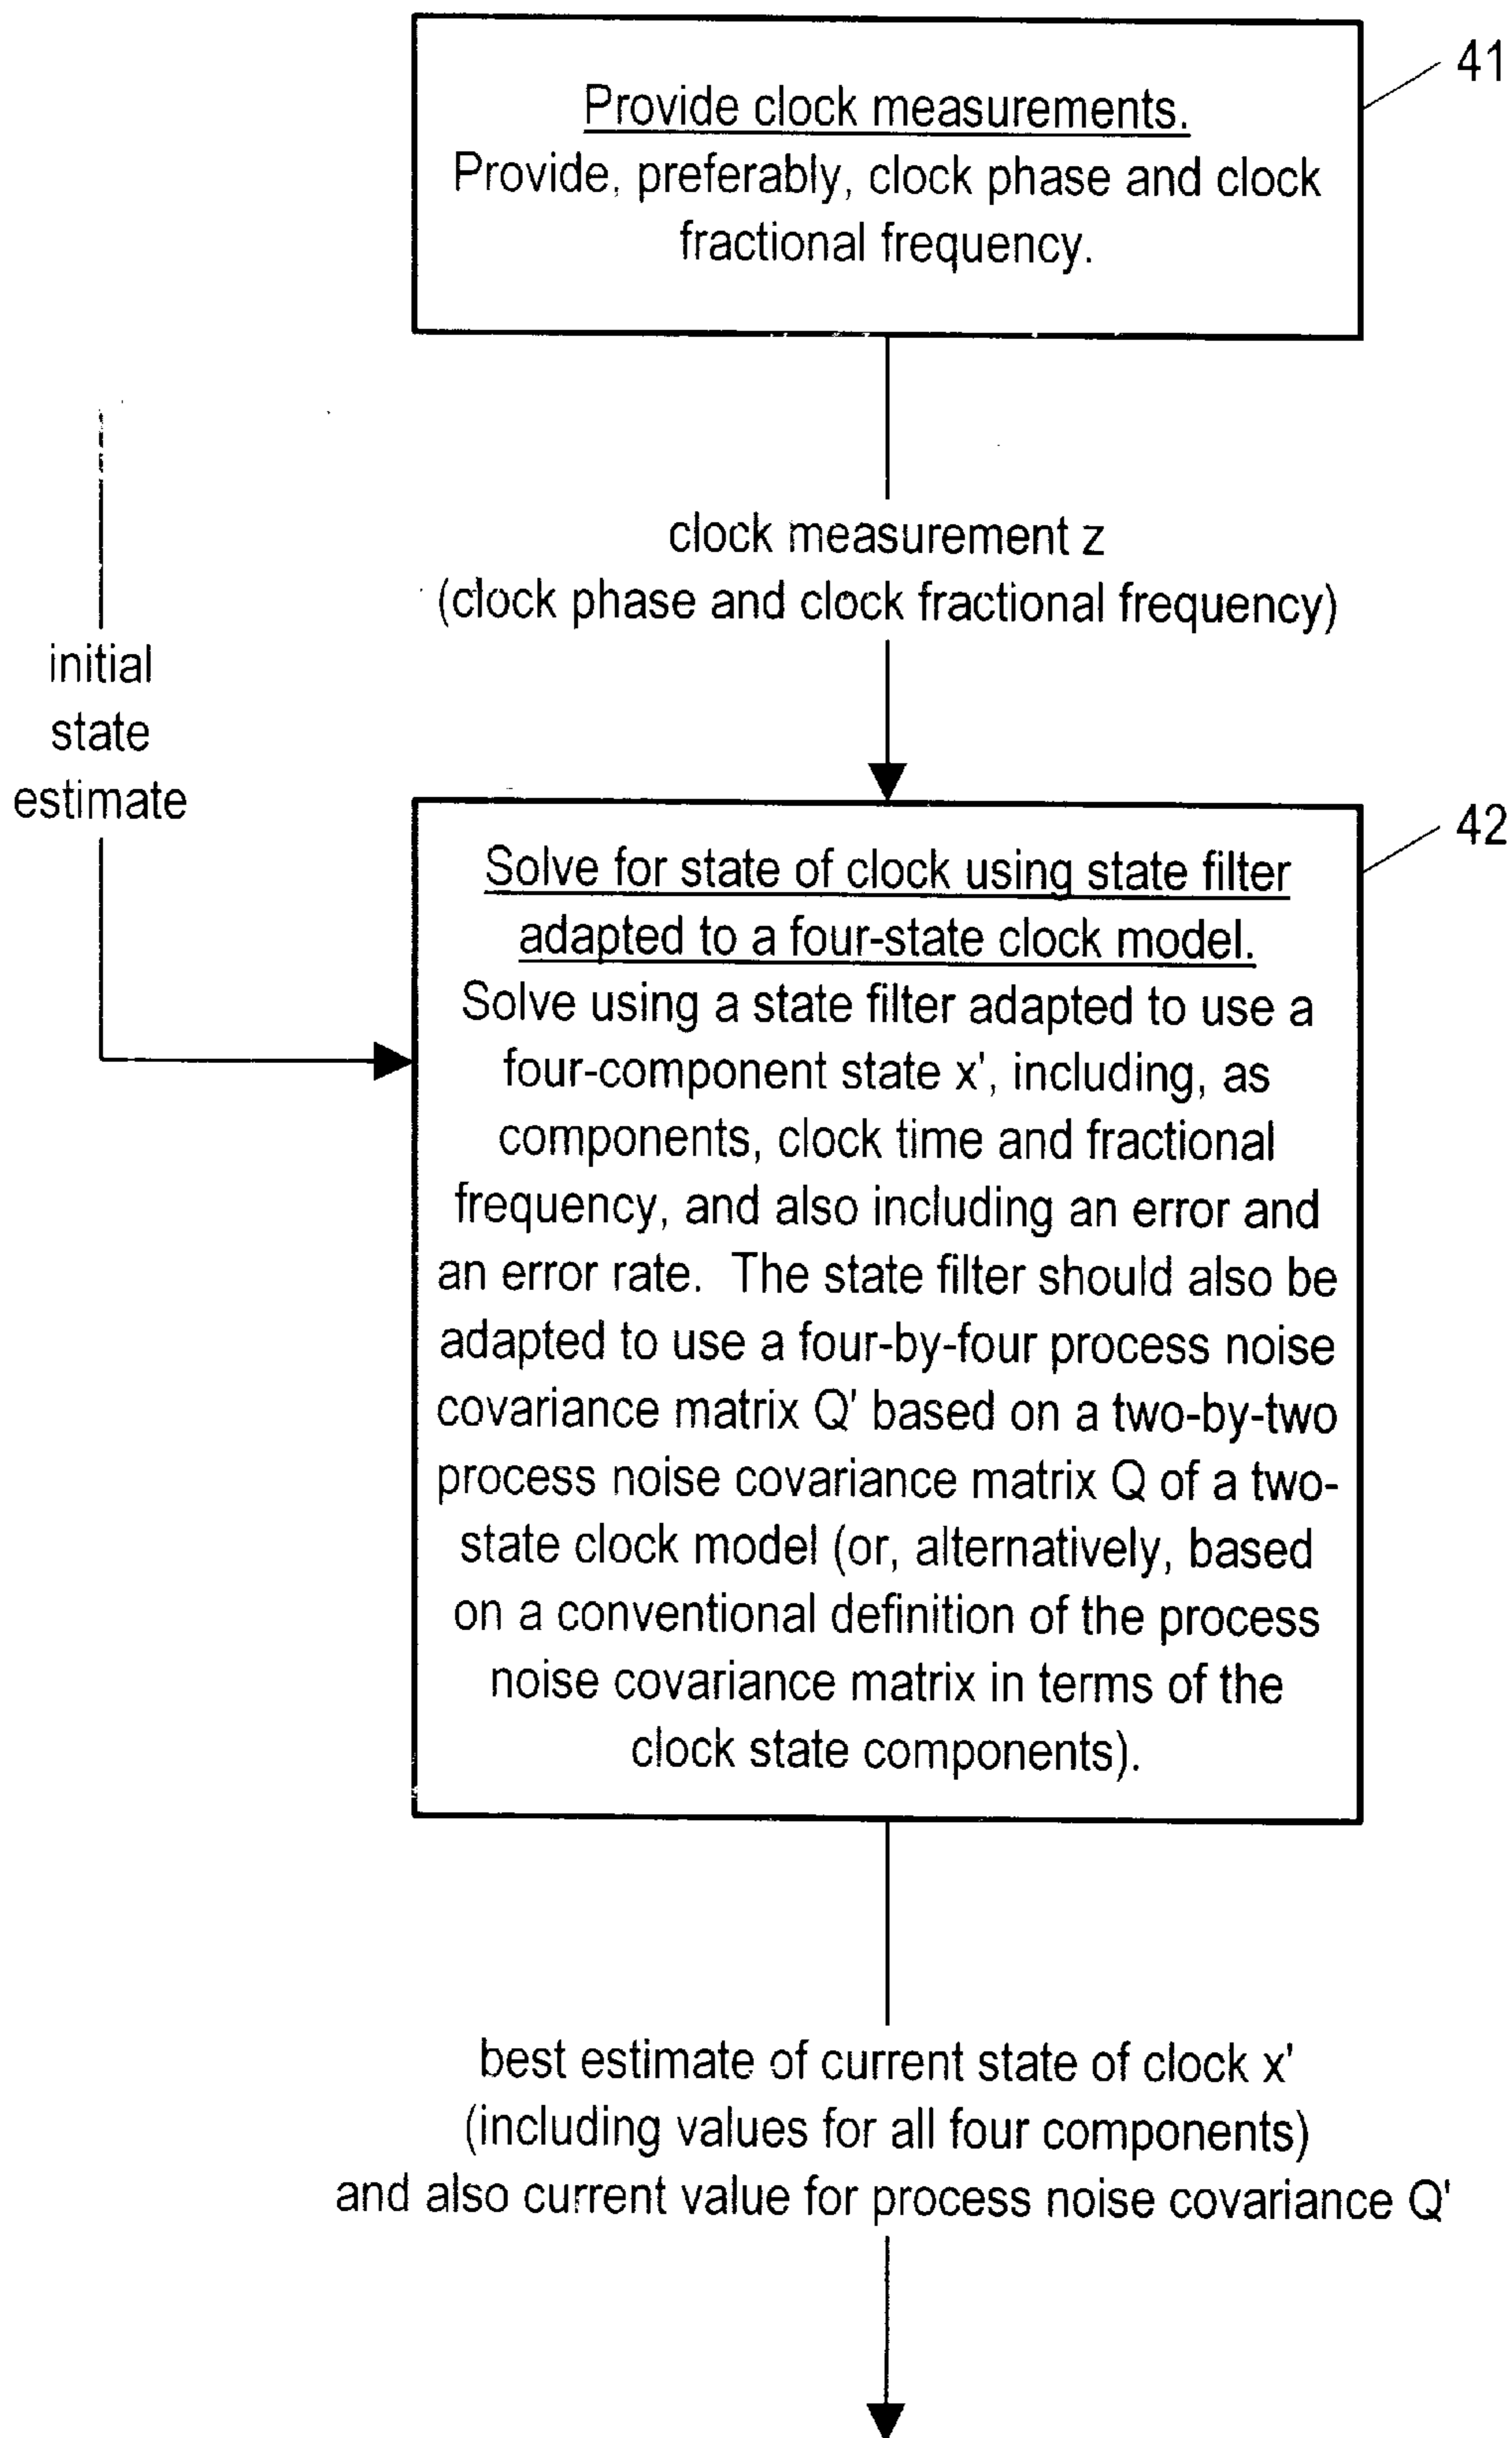 41
Provide clock measurements.
Provide, preferably, clock phase and clock
fractional frequency.
clock measurement z
(clock phase and clock fractional frequency)
initial
state
estimate
42
Solve for state of clock using state filter
adapted to a four-state clock model.
Solve using a state filter adapted to use a
four-component state x', including, as
components, clock time and fractional
frequency, and also including an error and
an error rate.  The state filter should also be
adapted to use a four-by-four process noise
covariance matrix Q' based on a two-by-two
process noise covariance matrix Q of a two-
state clock model (or, alternatively, based
on a conventional definition of the process
noise covariance matrix in terms of the
clock state components).
best estimate of current state of clock x'
(including values for all four components)
and also current value for process noise covariance Q'